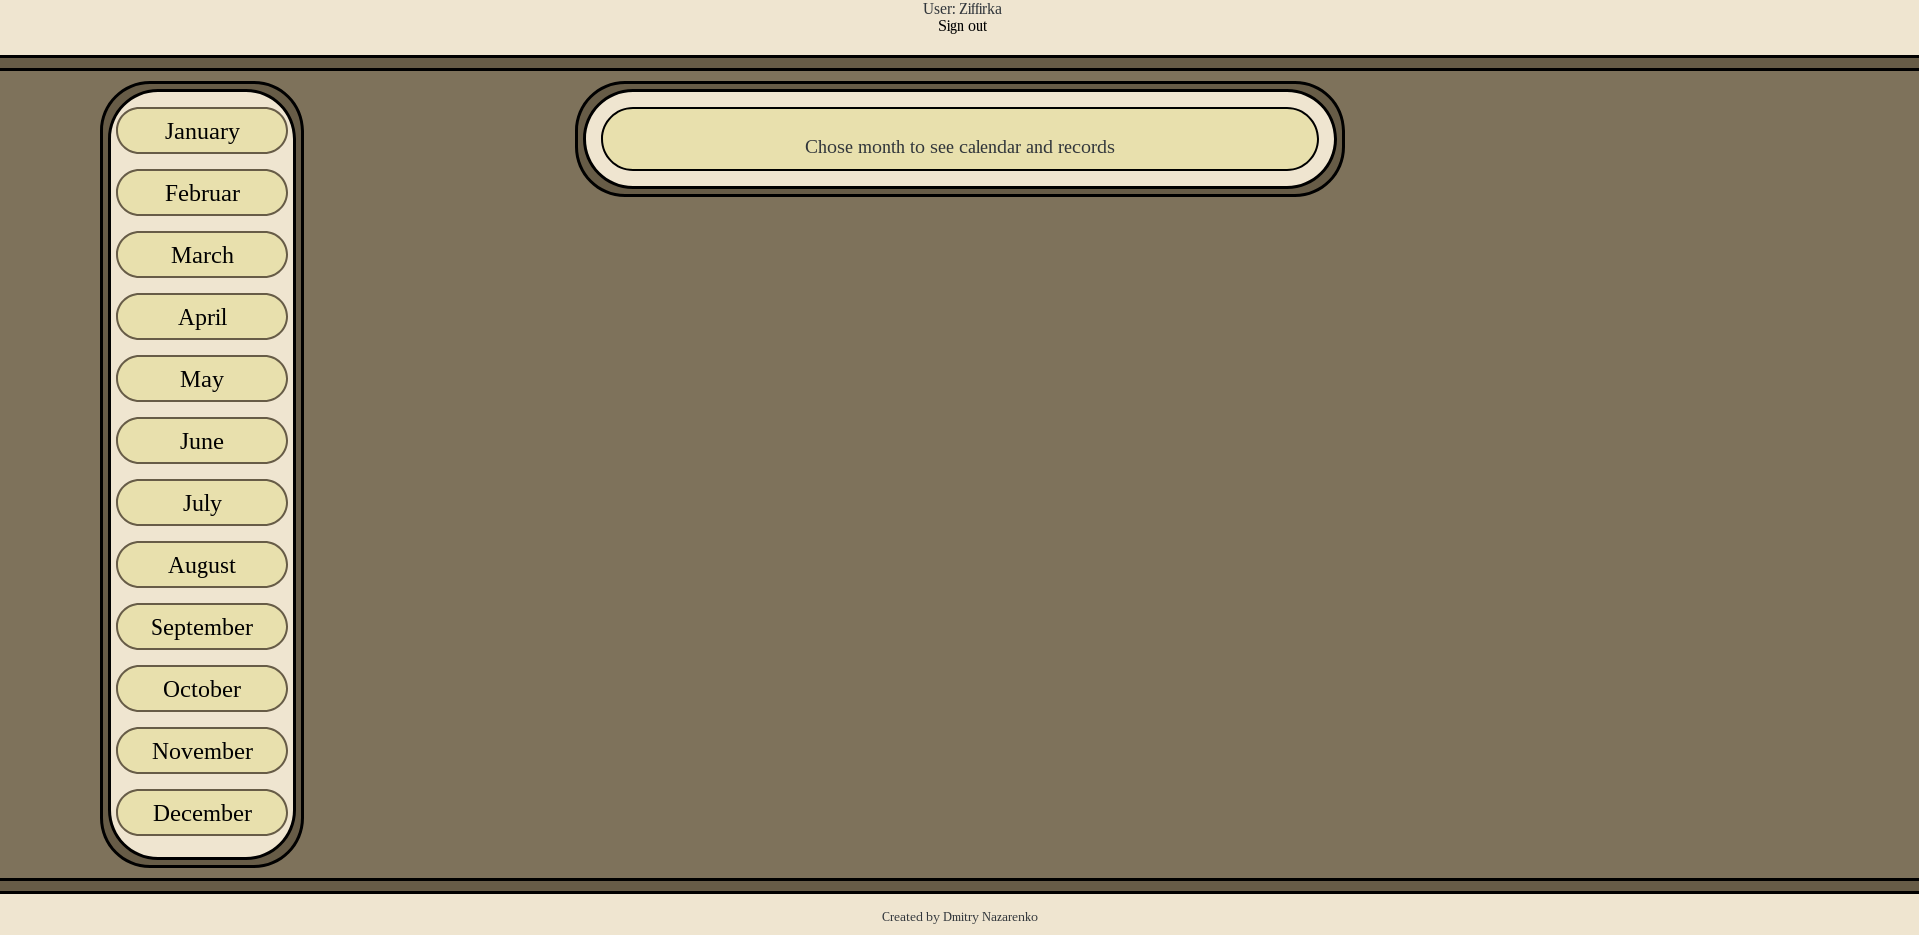 User: Ziffirka
Sign out
January
Februar
March
April
May
June
July
August
September
October
November
December
Chose month to see calendar and records
Created by Dmitry Nazarenko